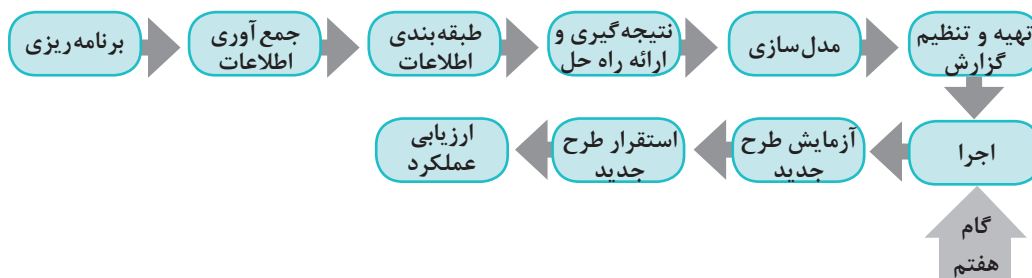 برنامه‌ریزی
جمع‌آوری
اطلاعات
طبقه‌بندی
اطلاعات
نتیجه‌گیری و
ارائه راه حل
مدل‌سازی
تهیه و تنظیم
گزارش
اجرا
آزمایش طرح
جدید
استقرار طرح
جدید
ارزیابی
عملکرد
گام
هفتم